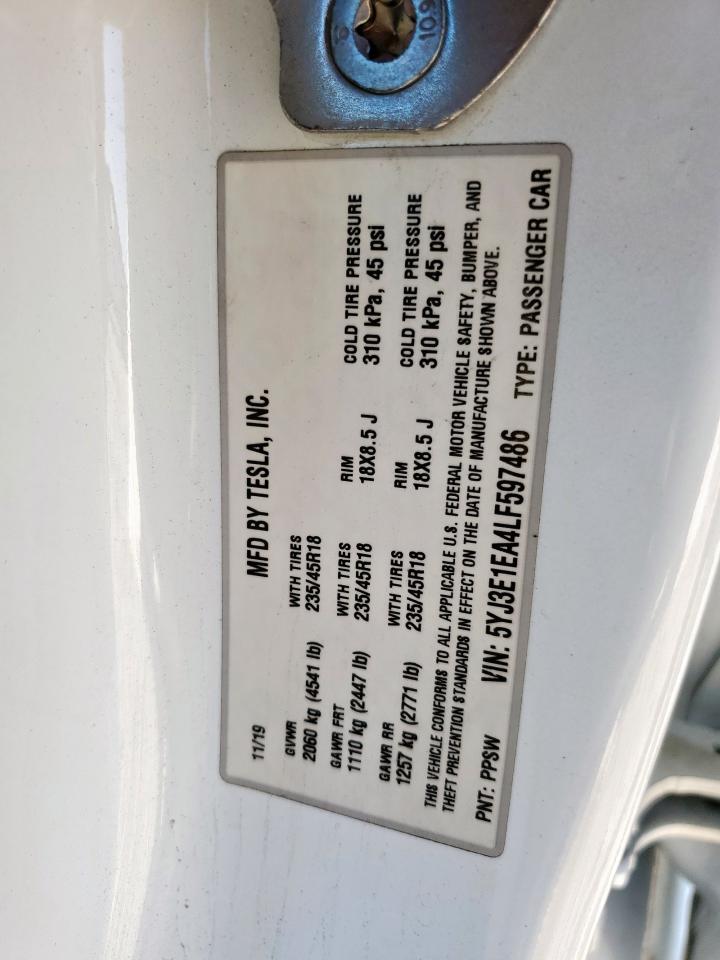 10.9
MFD BY TESLA, INC.
11/19
GVWR WITH TIRES
2060 kg (4541 lb) 235/45R18
GAWR FRT WITH TIRES RIM COLD TIRE PRESSURE
1110 kg (2447 lb) 235/45R18 18X8.5 J 310 kPa, 45 psi
GAWR RR WITH TIRES RIM COLD TIRE PRESSURE
1257 kg (2771 lb) 235/45R18 18X8.5 J 310 kPa, 45 psi
THIS VEHICLE CONFORMS TO ALL APPLICABLE U.S. FEDERAL MOTOR VEHICLE SAFETY, BUMPER, AND
THEFT PREVENTION STANDARDS IN EFFECT ON THE DATE OF MANUFACTURE SHOWN ABOVE.
PNT: PPSW VIN: 5YJ3E1EA4LF597486 TYPE: PASSENGER CAR